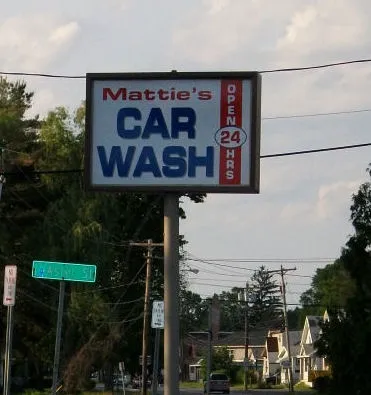 Mattie's
CAR
WASH
OPEN
24
HRS